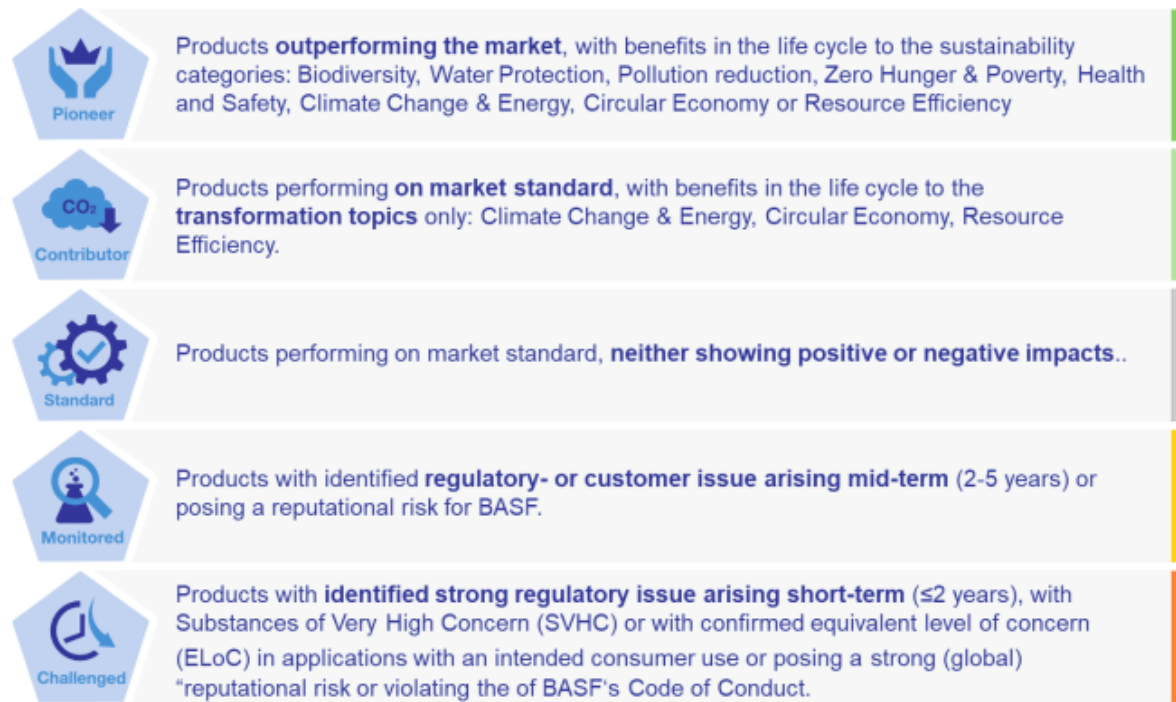 Pioneer
Products outperforming the market, with benefits in the life cycle to the sustainability
categories: Biodiversity, Water Protection, Pollution reduction, Zero Hunger & Poverty, Health
and Safety, Climate Change & Energy, Circular Economy or Resource Efficiency
CO₂
Contributor
Products performing on market standard, with benefits in the life cycle to the
transformation topics only: Climate Change & Energy, Circular Economy, Resource
Efficiency.
Standard
Products performing on market standard, neither showing positive or negative impacts..
Monitored
Products with identified regulatory- or customer issue arising mid-term (2-5 years) or
posing a reputational risk for BASF.
Challenged
Products with identified strong regulatory issue arising short-term (≤2 years), with
Substances of Very High Concern (SVHC) or with confirmed equivalent level of concern
(ELoC) in applications with an intended consumer use or posing a strong (global)
“reputational risk or violating the of BASF‘s Code of Conduct.